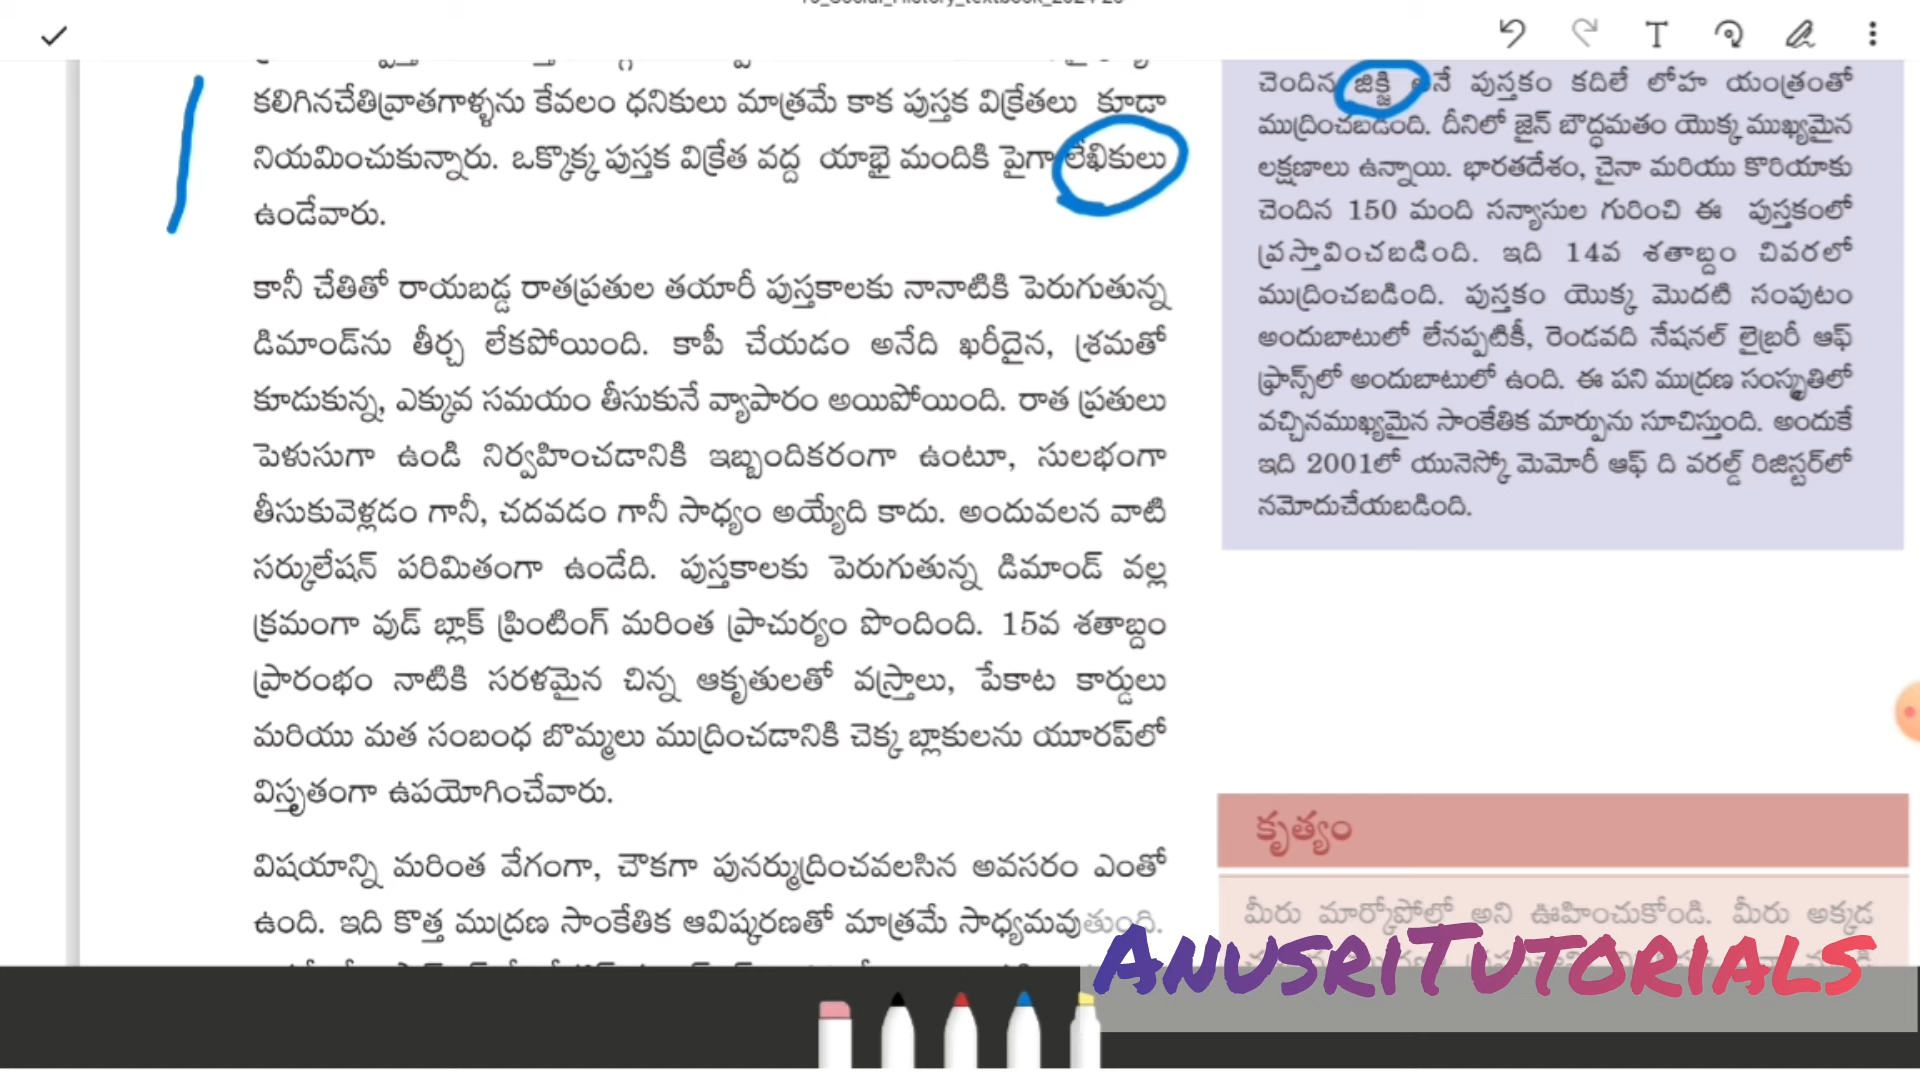 కలిగినచేతివ్రాతగాళ్ళను కేవలం ధనికులు మాత్రమే కాక పుస్తక విక్రేతలు కూడా
నియమించుకున్నారు. ఒక్కొక్క పుస్తక విక్రేత వద్ద యాభై మందికి పైగా లేఖికులు
ఉండేవారు.
కానీ చేతితో రాయబడ్డ రాతప్రతుల తయారీ పుస్తకాలకు నానాటికి పెరుగుతున్న
డిమాండ్‌ను తీర్చ లేకపోయింది. కాపీ చేయడం అనేది ఖరీదైన, శ్రమతో
కూడుకున్న, ఎక్కువ సమయం తీసుకునే వ్యాపారం అయిపోయింది. రాత ప్రతులు
పెళుసుగా ఉండి నిర్వహించడానికి ఇబ్బందికరంగా ఉంటూ, సులభంగా
తీసుకువెళ్లడం గానీ, చదవడం గానీ సాధ్యం అయ్యేది కాదు. అందువలన వాటి
సర్కులేషన్ పరిమితంగా ఉండేది. పుస్తకాలకు పెరుగుతున్న డిమాండ్ వల్ల
క్రమంగా వుడ్ బ్లాక్ ప్రింటింగ్ మరింత ప్రాచుర్యం పొందింది. 15వ శతాబ్దం
ప్రారంభం నాటికి సరళమైన చిన్న ఆకృతులతో వస్త్రాలు, పేకాట కార్డులు
మరియు మత సంబంధ బొమ్మలు ముద్రించడానికి చెక్క బ్లాకులను యూరప్‌లో
విస్తృతంగా ఉపయోగించేవారు.
విషయాన్ని మరింత వేగంగా, చౌకగా పునర్ముద్రించవలసిన అవసరం ఎంతో
ఉంది. ఇది కొత్త ముద్రణ సాంకేతిక ఆవిష్కరణతో మాత్రమే సాధ్యమవుతుంది.
చెందిన జిక్జి అనే పుస్తకం కదిలే లోహ యంత్రంతో
ముద్రించబడింది. దీనిలో జైన్ బౌద్ధమతం యొక్క ముఖ్యమైన
లక్షణాలు ఉన్నాయి. భారతదేశం, చైనా మరియు కొరియాకు
చెందిన 150 మంది సన్యాసుల గురించి ఈ పుస్తకంలో
ప్రస్తావించబడింది. ఇది 14వ శతాబ్దం చివరలో
ముద్రించబడింది. పుస్తకం యొక్క మొదటి సంపుటం
అందుబాటులో లేనప్పటికీ, రెండవది నేషనల్ లైబ్రరీ ఆఫ్
ఫ్రాన్స్‌లో అందుబాటులో ఉంది. ఈ పని ముద్రణ సంస్కృతిలో
వచ్చినముఖ్యమైన సాంకేతిక మార్పును సూచిస్తుంది. అందుకే
ఇది 2001లో యునెస్కో మెమోరీ ఆఫ్ ది వరల్డ్ రిజిస్టర్‌లో
నమోదుచేయబడింది.
కృత్యం
మీరు మార్కోపోలో అని ఊహించుకోండి. మీరు అక్కడ
AnusriTutorials